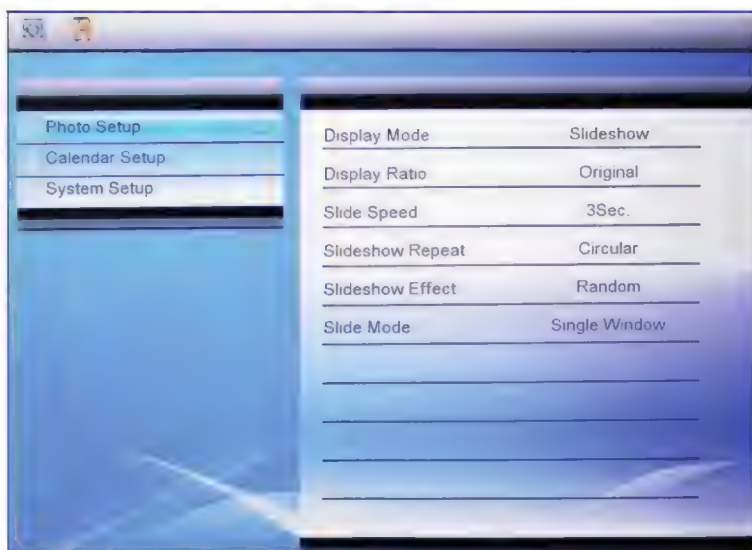 Photo Setup
Calendar Setup
System Setup
Display Mode Slideshow
Display Ratio Original
Slide Speed 3Sec.
Slideshow Repeat Circular
Slideshow Effect Random
Slide Mode Single Window